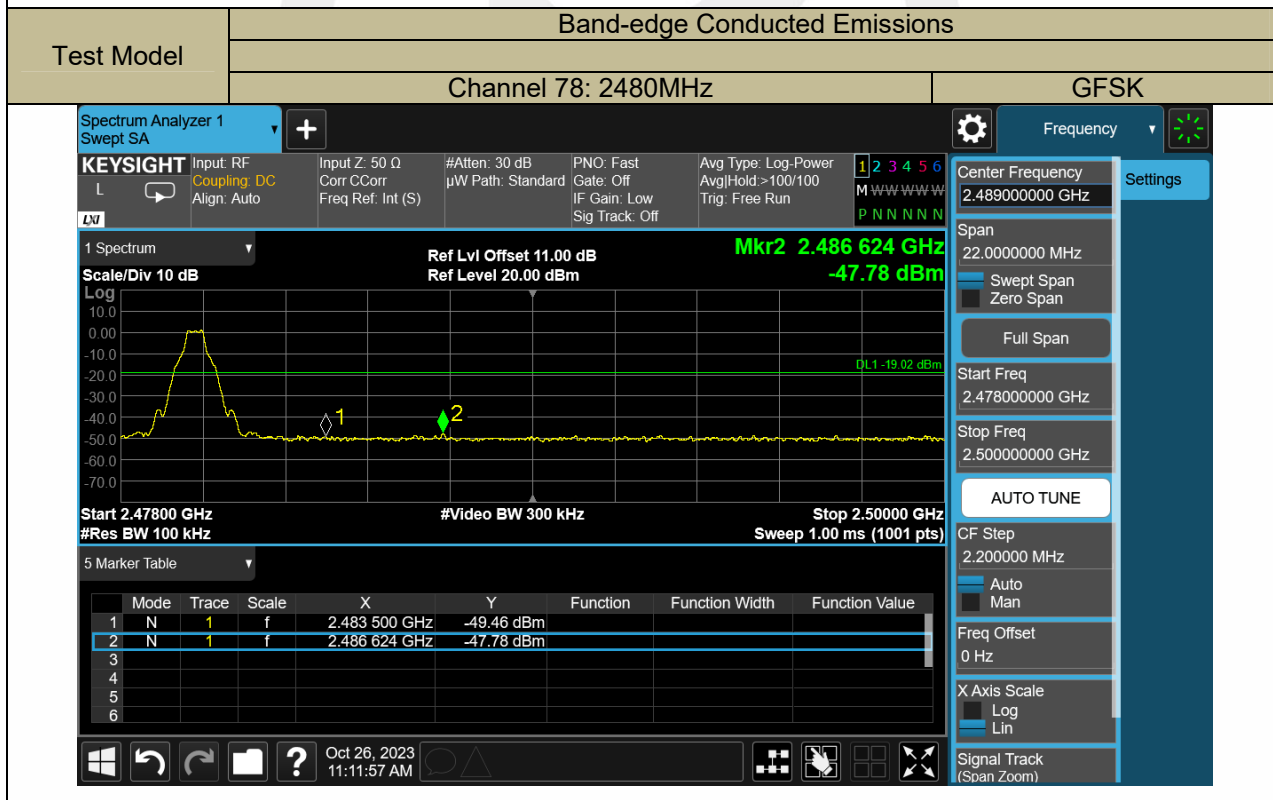 Test Model
Band-edge Conducted Emissions
Channel 78: 2480MHz GFSK
Spectrum Analyzer 1
Swept SA
Frequency
KEYSIGHT
L
LXI
Input: RF
Coupling: DC
Align: Auto
Input Z: 50 Ω
Corr CCorr
Freq Ref: Int (S)
#Atten: 30 dB
µW Path: Standard
PNO: Fast
Gate: Off
IF Gain: Low
Sig Track: Off
Avg Type: Log-Power
Avg|Hold:>100/100
Trig: Free Run
1 2 3 4 5 6
M W W W W W
P N N N N N
1 Spectrum
Scale/Div 10 dB
Ref Lvl Offset 11.00 dB
Ref Level 20.00 dBm
Mkr2 2.486 624 GHz
-47.78 dBm
Log
10.0
0.00
-10.0
-20.0
-30.0
-40.0
-50.0
-60.0
-70.0
DL1 -19.02 dBm
1
2
Start 2.47800 GHz
#Res BW 100 kHz
#Video BW 300 kHz
Stop 2.50000 GHz
Sweep 1.00 ms (1001 pts)
5 Marker Table
Mode Trace Scale X Y Function Function Width Function Value
1 N 1 f 2.483 500 GHz -49.46 dBm
2 N 1 f 2.486 624 GHz -47.78 dBm
3
4
5
6
Oct 26, 2023
11:11:57 AM
Center Frequency
2.489000000 GHz
Settings
Span
22.0000000 MHz
Swept Span
Zero Span
Full Span
Start Freq
2.478000000 GHz
Stop Freq
2.500000000 GHz
AUTO TUNE
CF Step
2.200000 MHz
Auto
Man
Freq Offset
0 Hz
X Axis Scale
Log
Lin
Signal Track
(Span Zoom)